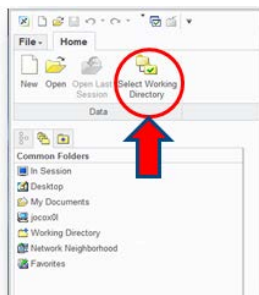 File - Home
New Open Open Last Session Select Working Directory
Data
Common Folders
In Session
Desktop
My Documents
jocox0l
Working Directory
Network Neighborhood
Favorites